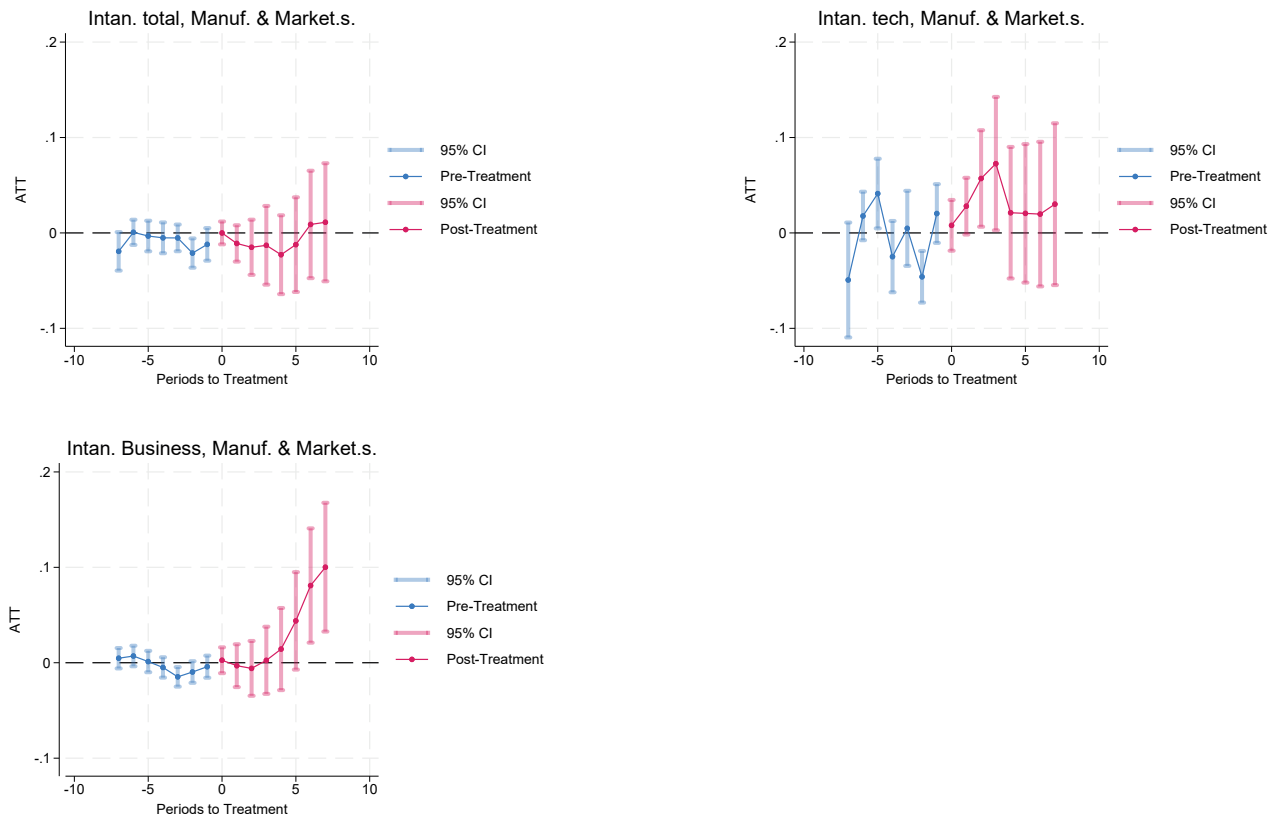 Intan. total, Manuf. & Market.s.
.2
.1
0
-.1
ATT
-10 -5 0 5 10
Periods to Treatment
95% CI
Pre-Treatment
95% CI
Post-Treatment
Intan. tech, Manuf. & Market.s.
.2
.1
0
-.1
ATT
-10 -5 0 5 10
Periods to Treatment
95% CI
Pre-Treatment
95% CI
Post-Treatment
Intan. Business, Manuf. & Market.s.
.2
.1
0
-.1
ATT
-10 -5 0 5 10
Periods to Treatment
95% CI
Pre-Treatment
95% CI
Post-Treatment